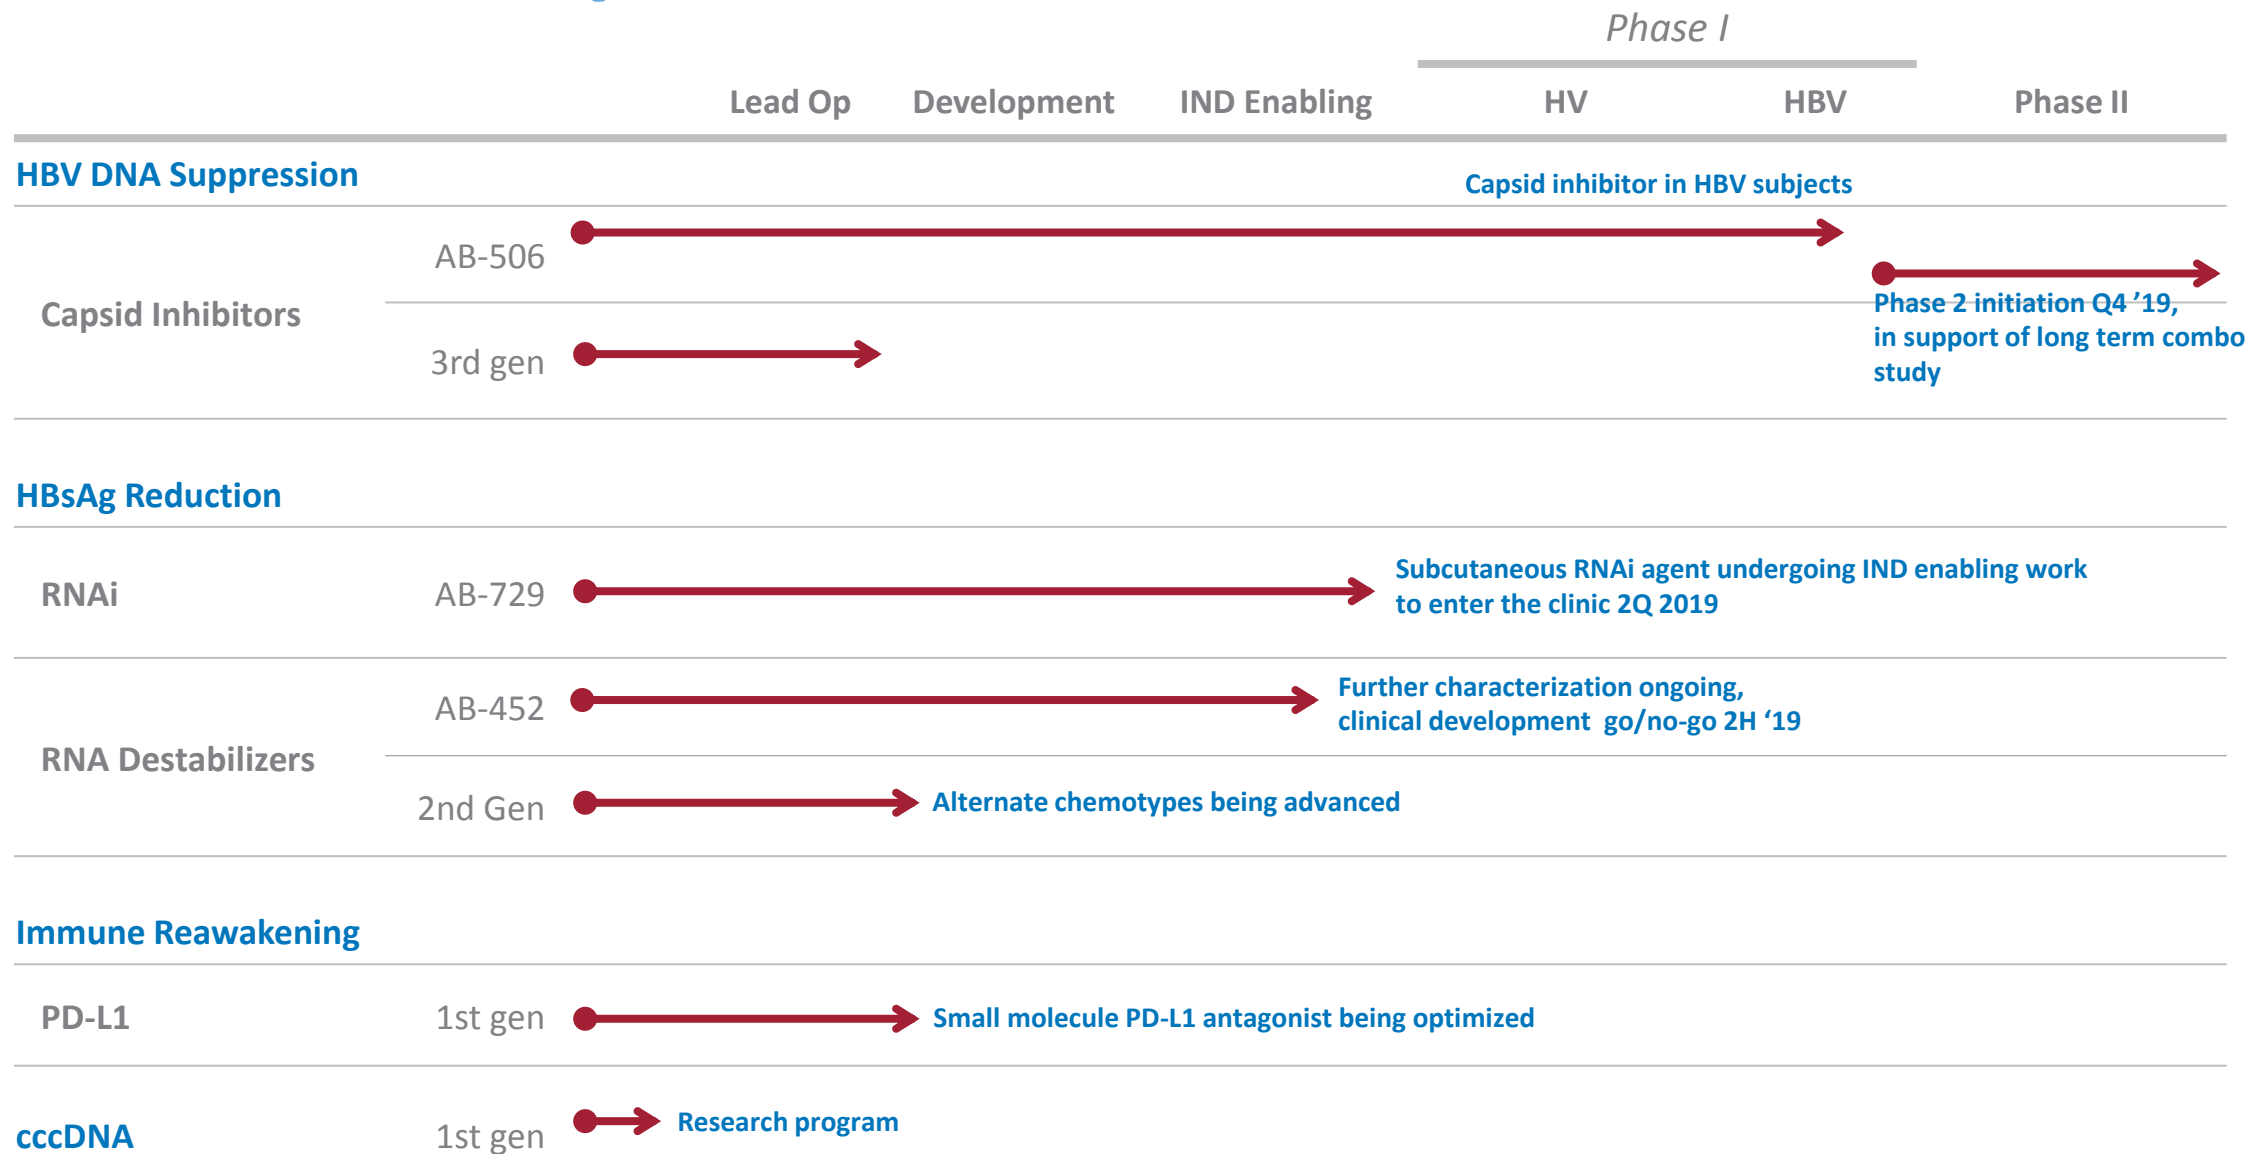 Phase I
Lead Op Development IND Enabling HV HBV Phase II
HBV DNA Suppression
Capsid inhibitor in HBV subjects
AB-506
Capsid Inhibitors
Phase 2 initiation Q4 ’19,
in support of long term combo
study
3rd gen
HBsAg Reduction
RNAi AB-729
Subcutaneous RNAi agent undergoing IND enabling work
to enter the clinic 2Q 2019
AB-452
Further characterization ongoing,
clinical development go/no-go 2H ‘19
RNA Destabilizers
2nd Gen Alternate chemotypes being advanced
Immune Reawakening
PD-L1 1st gen Small molecule PD-L1 antagonist being optimized
cccDNA 1st gen Research program